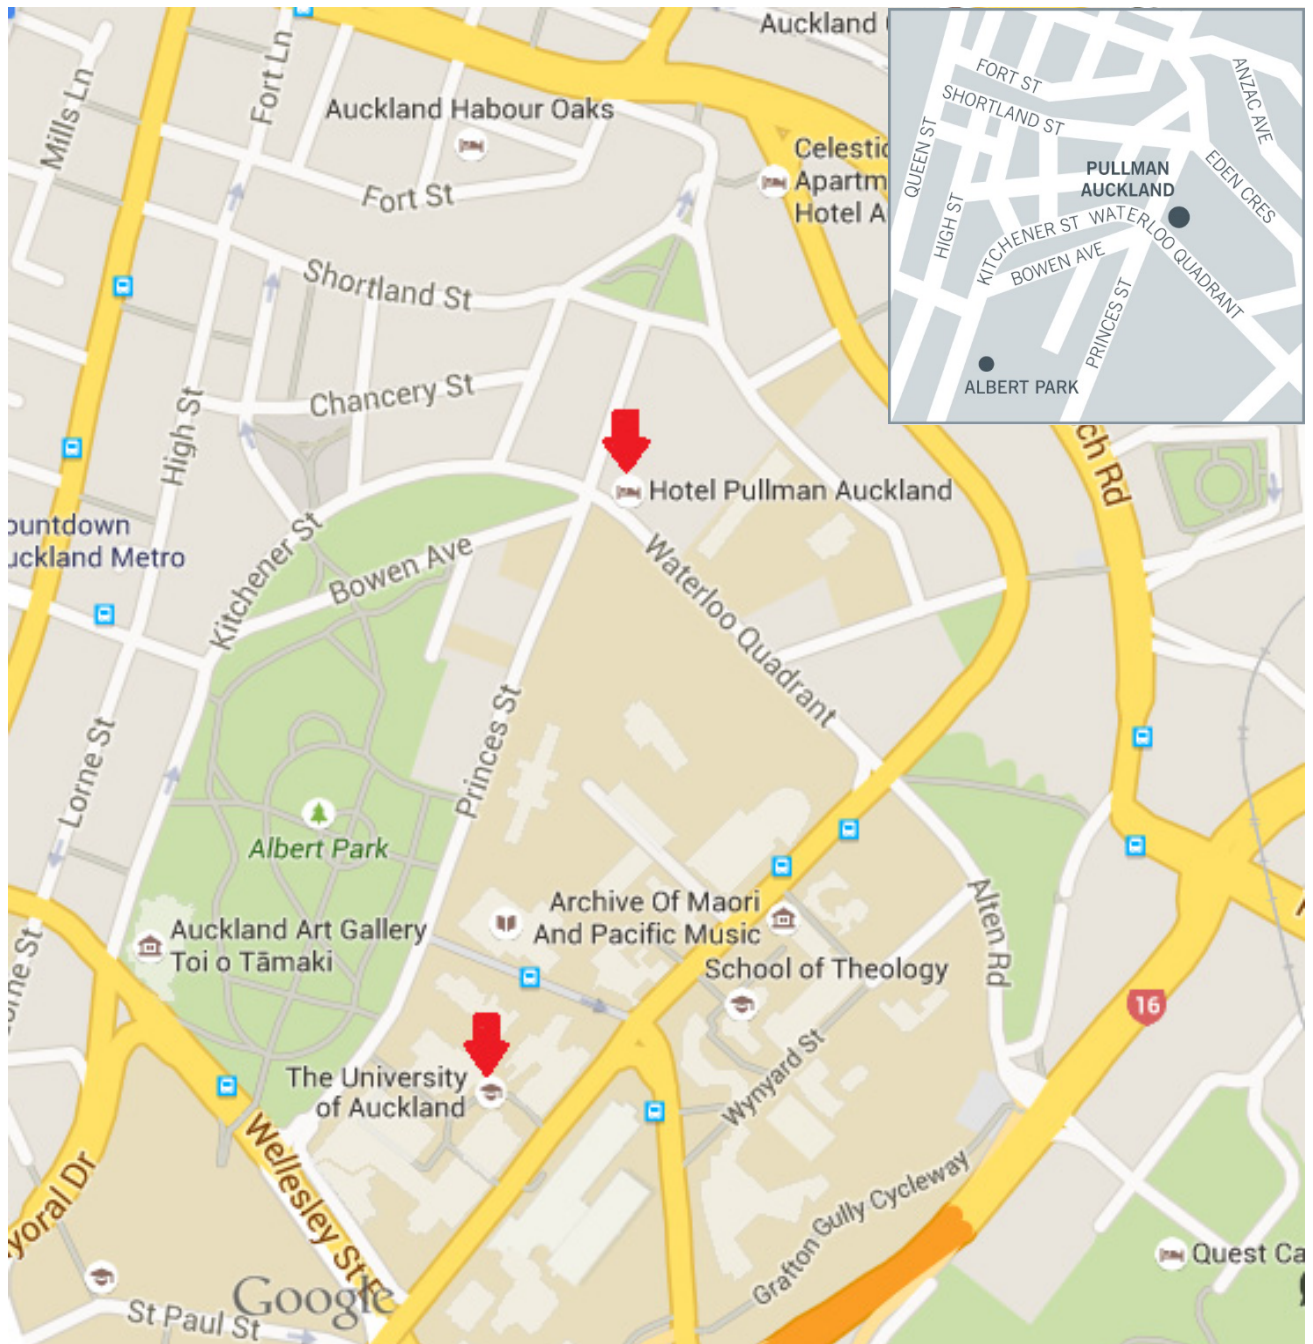 Auckland
Mills Ln
Fort Ln
Auckland Habour Oaks
Fort St
Celestic
Apartm
Hotel A
Shortland St
Chancery St
High St
Hotel Pullman Auckland
ch Rd
ountdown
uckland Metro
Kitchener St
Bowen Ave
Waterloo Quadrant
Princes St
Lorne St
Albert Park
Auckland Art Gallery
Toi o Tāmaki
Archive Of Maori
And Pacific Music
School of Theology
Alten Rd
16
orne St
The University
of Auckland
Wynyard St
Wellesley St E
yoral Dr
Grafton Gully Cycleway
Quest Ca
St Paul St
Google
FORT ST
SHORTLAND ST
ANZAC AVE
QUEEN ST
PULLMAN
AUCKLAND
EDEN CRES
HIGH ST
KITCHENER ST
WATERLOO QUADRANT
BOWEN AVE
PRINCES ST
ALBERT PARK